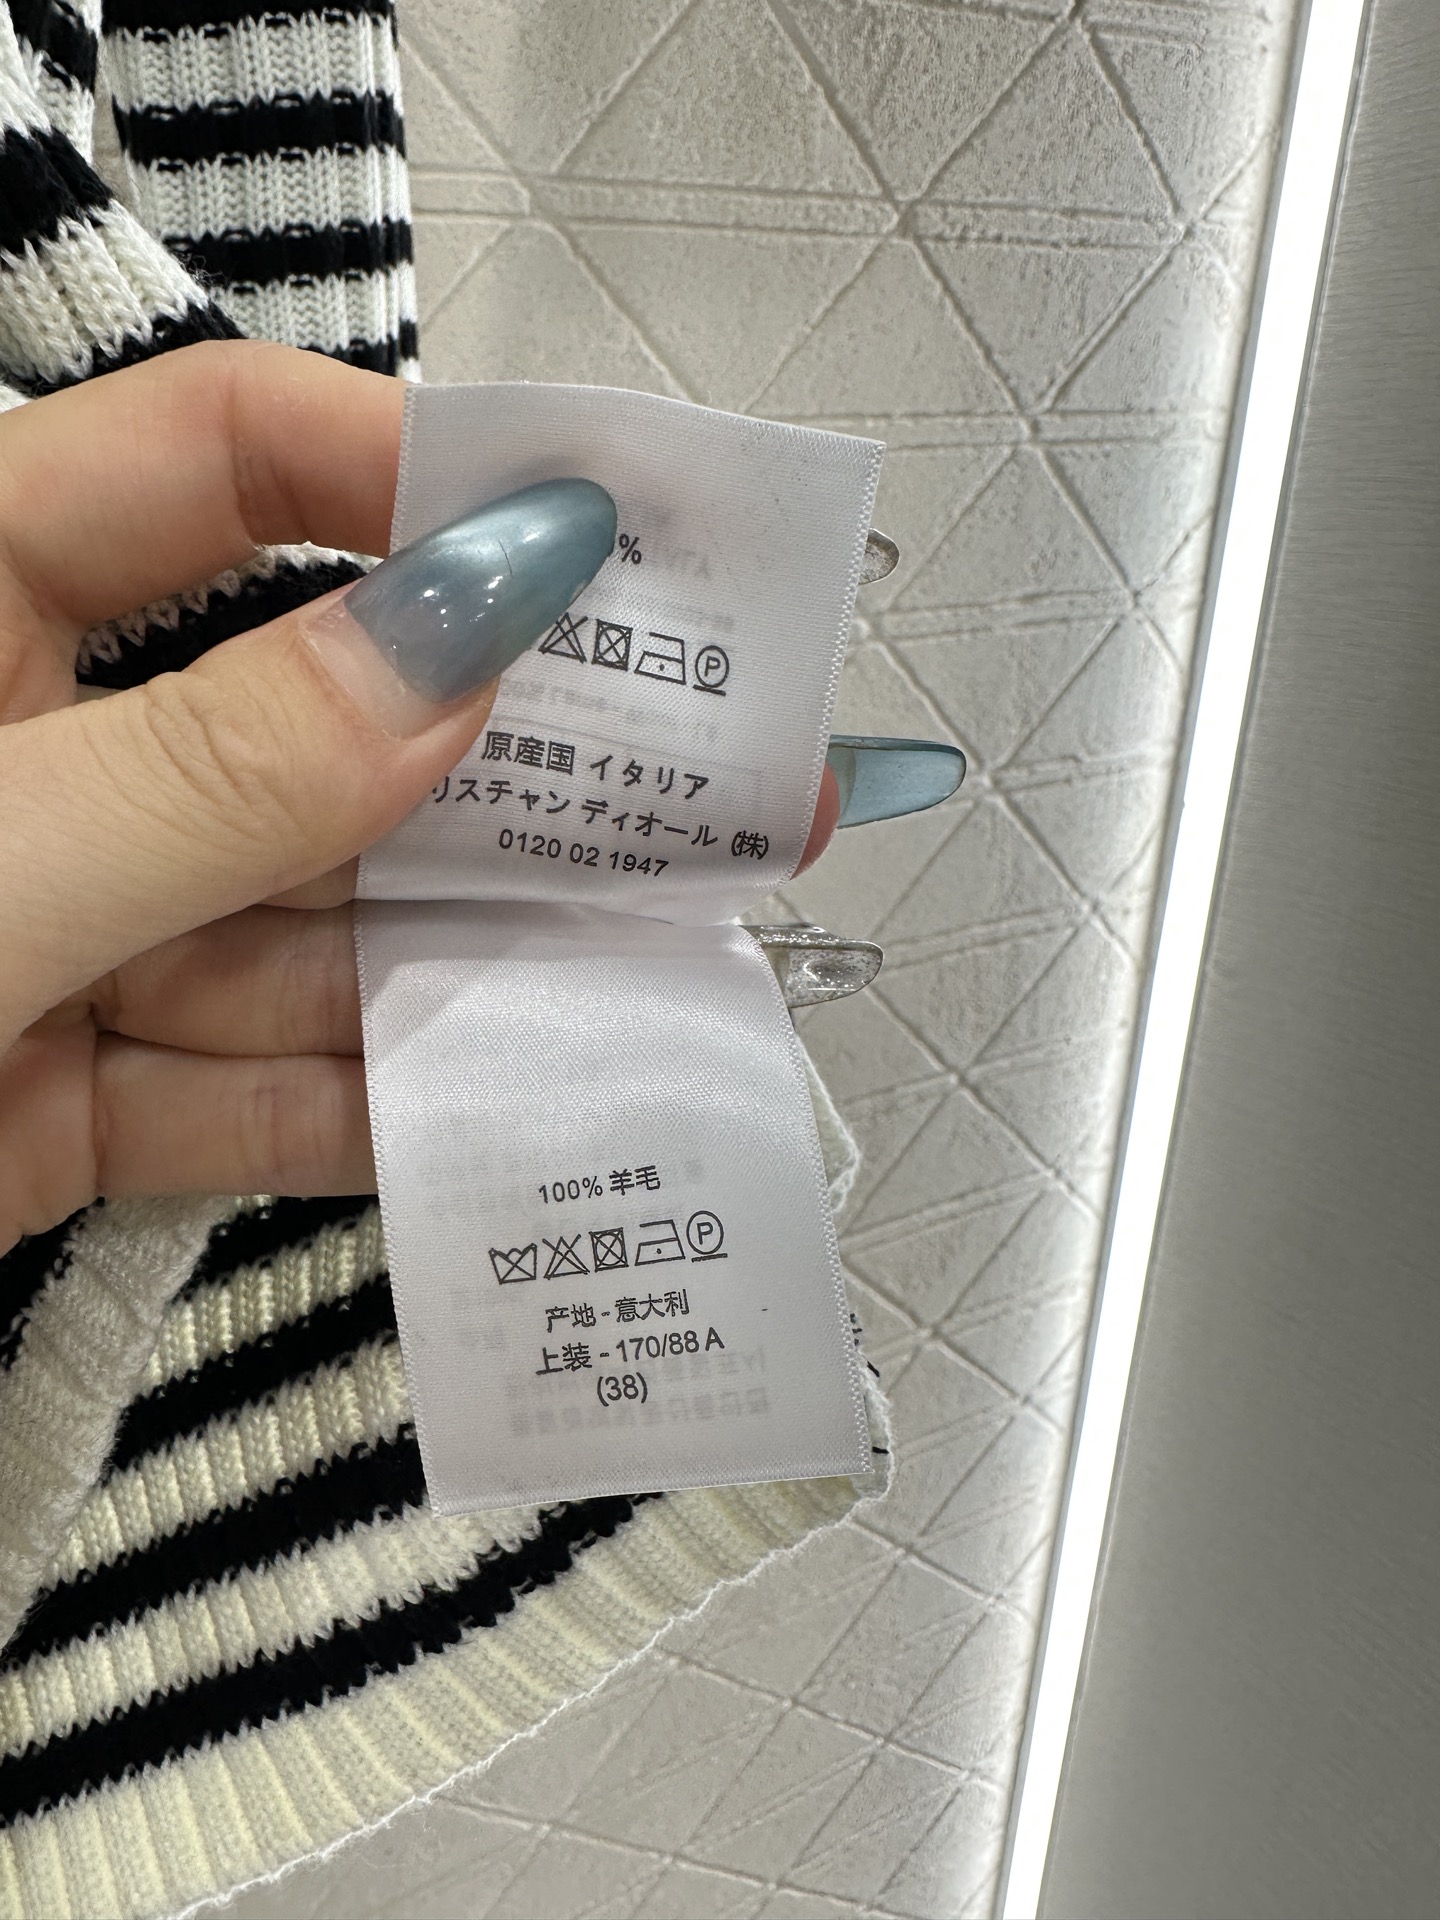 %
P
原産国 イタリア
リスチャン ディオール (株)
0120 02 1947
100% 羊毛
P
产地 - 意大利
上装 - 170/88 A
(38)